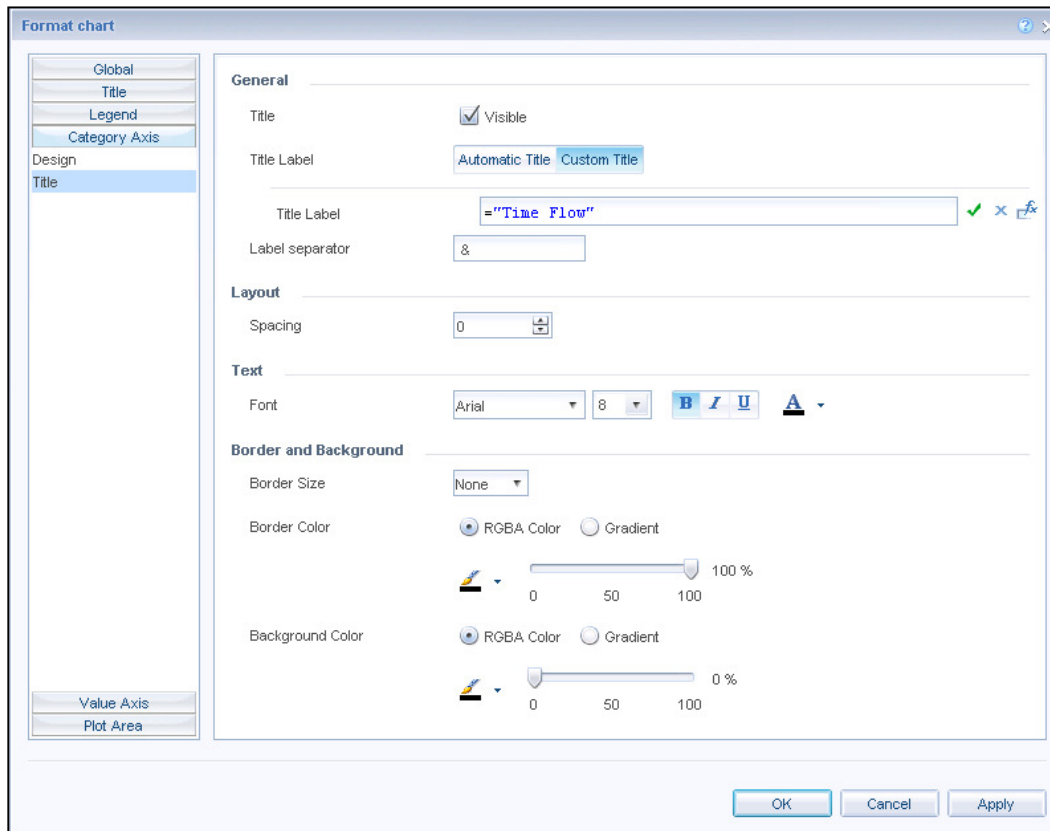 Format chart
Global
Title
Legend
Category Axis
Design
Title
Value Axis
Plot Area
General
Title Visible
Title Label Automatic Title Custom Title
Title Label ="Time Flow"
Label separator &
Layout
Spacing 0
Text
Font Arial 8 B I U A
Border and Background
Border Size None
Border Color RGBA Color Gradient
100 %
0 50 100
Background Color RGBA Color Gradient
0 %
0 50 100
OK Cancel Apply